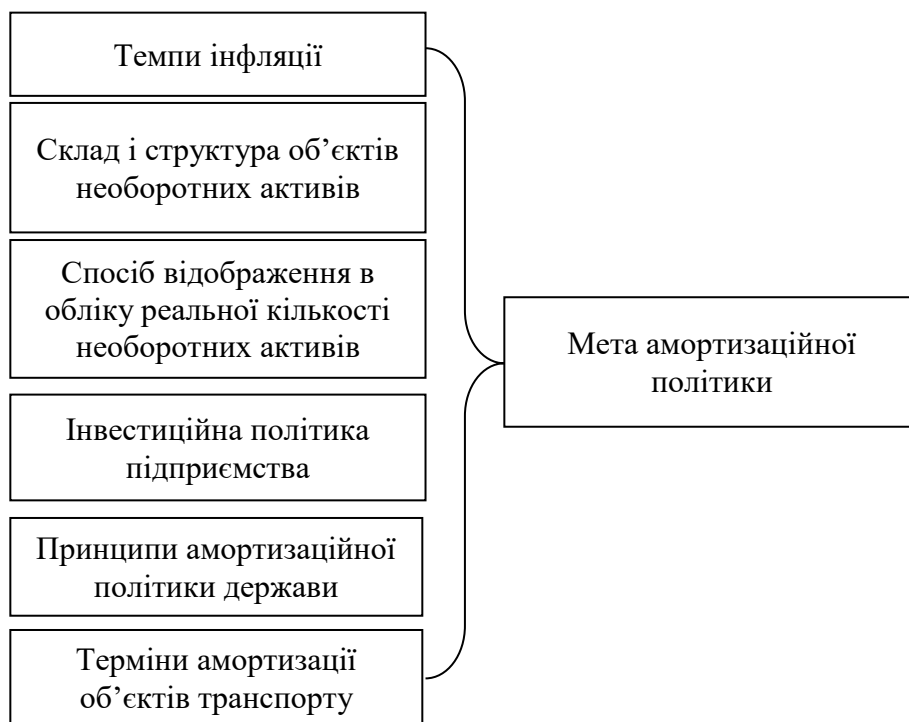 Темпи інфляції
Склад і структура об’єктів
необоротних активів
Спосіб відображення в
обліку реальної кількості
необоротних активів
Інвестиційна політика
підприємства
Принципи амортизаційної
політики держави
Терміни амортизації
об’єктів транспорту
Мета амортизаційної
політики